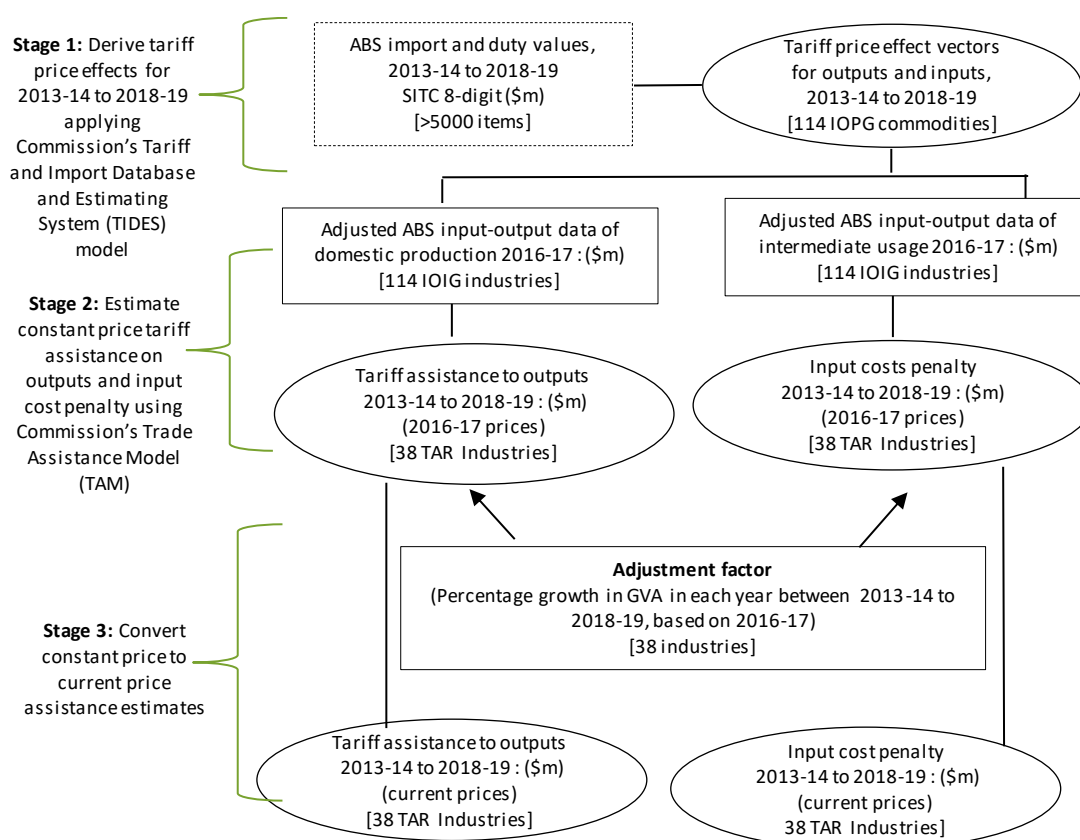 Stage 1: Derive tariff
price effects for
2013-14 to 2018-19
applying
Commission's Tariff
and Import Database
and Estimating
System (TIDES)
model
ABS import and duty values,
2013-14 to 2018-19
SITC 8-digit ($m)
[>5000 items]
Tariff price effect vectors
for outputs and inputs,
2013-14 to 2018-19
[114 IOPG commodities]
Stage 2: Estimate
constant price tariff
assistance on
outputs and input
cost penalty using
Commission's Trade
Assistance Model
(TAM)
Adjusted ABS input-output data of
domestic production 2016-17 : ($m)
[114 IOIG industries]
Adjusted ABS input-output data of
intermediate usage 2016-17 : ($m)
[114 IOIG industries]
Tariff assistance to outputs
2013-14 to 2018-19 : ($m)
(2016-17 prices)
[38 TAR Industries]
Input costs penalty
2013-14 to 2018-19 : ($m)
(2016-17 prices)
[38 TAR Industries]
Stage 3: Convert
constant price to
current price
assistance estimates
Adjustment factor
(Percentage growth in GVA in each year between 2013-14 to
2018-19, based on 2016-17)
[38 industries]
Tariff assistance to outputs
2013-14 to 2018-19 : ($m)
(current prices)
[38 TAR Industries]
Input cost penalty
2013-14 to 2018-19 : ($m)
(current prices)
38 TAR Industries]